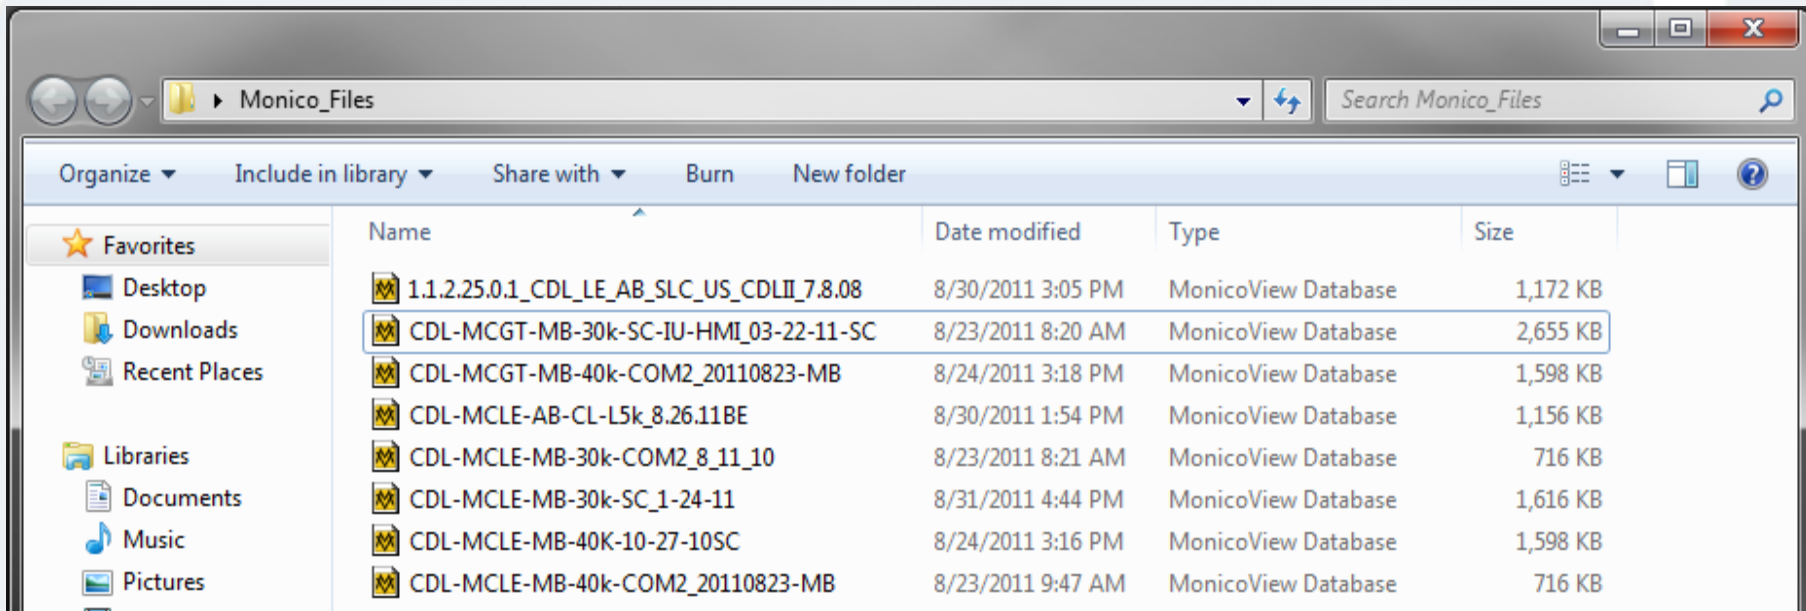 Monico_Files
Search Monico_Files
Organize Include in library Share with Burn New folder
Name Date modified Type Size
Favorites
Desktop
Downloads
Recent Places
Libraries
Documents
Music
Pictures
1.1.2.25.0.1_CDL_LE_AB_SLC_US_CDLII_7.8.08 8/30/2011 3:05 PM MonicoView Database 1,172 KB
CDL-MCGT-MB-30k-SC-IU-HMI_03-22-11-SC 8/23/2011 8:20 AM MonicoView Database 2,655 KB
CDL-MCGT-MB-40k-COM2_20110823-MB 8/24/2011 3:18 PM MonicoView Database 1,598 KB
CDL-MCLE-AB-CL-L5k_8.26.11BE 8/30/2011 1:54 PM MonicoView Database 1,156 KB
CDL-MCLE-MB-30k-COM2_8_11_10 8/23/2011 8:21 AM MonicoView Database 716 KB
CDL-MCLE-MB-30k-SC_1-24-11 8/31/2011 4:44 PM MonicoView Database 1,616 KB
CDL-MCLE-MB-40K-10-27-10SC 8/24/2011 3:16 PM MonicoView Database 1,598 KB
CDL-MCLE-MB-40k-COM2_20110823-MB 8/23/2011 9:47 AM MonicoView Database 716 KB